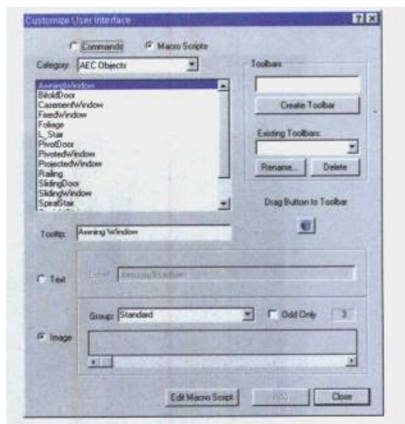 Customize User Interface
Commands
Macro Scripts
Category:
AEC Objects
AwningWindow
BifoldDoor
CasementWindow
FixedWindow
Foliage
L_Stair
PivotDoor
PivotedWindow
ProjectedWindow
Railing
SlidingDoor
SlidingWindow
SpiralStair
Toolbars
Create Toolbar
Existing Toolbars:
Rename...
Delete
Drag Button to Toolbar
Tooltip:
Awning Window
Text
Label:
AwningWindow
Image
Group:
Standard
Odd Only
3
Edit Macro Script
Add
Close